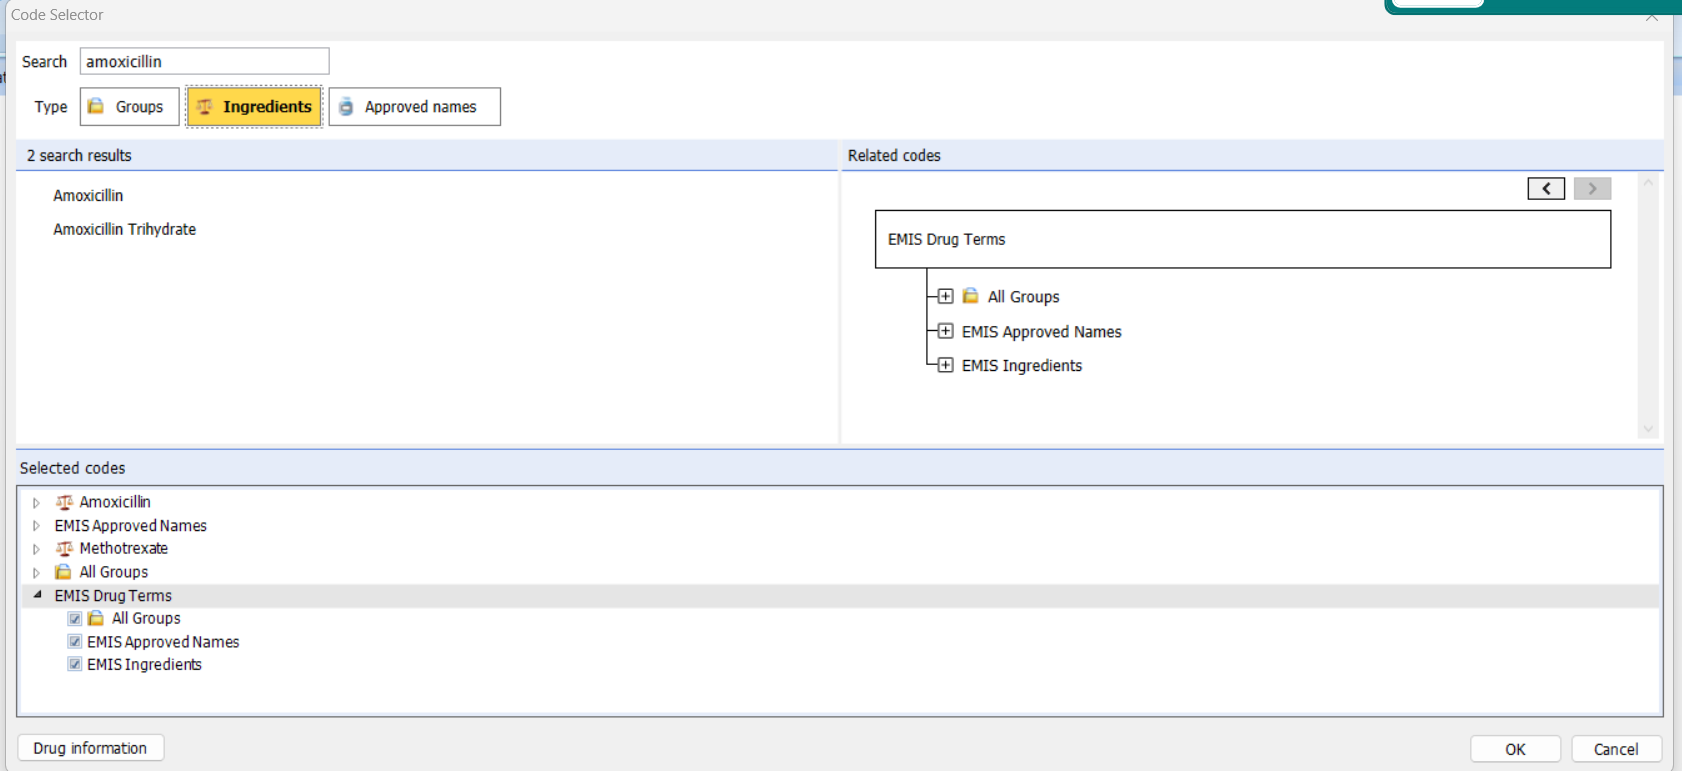 Code Selector
Search amoxicillin
Type Groups Ingredients Approved names
2 search results
Amoxicillin
Amoxicillin Trihydrate
Related codes
EMIS Drug Terms
All Groups
EMIS Approved Names
EMIS Ingredients
Selected codes
Amoxicillin
EMIS Approved Names
Methotrexate
All Groups
EMIS Drug Terms
All Groups
EMIS Approved Names
EMIS Ingredients
Drug information OK Cancel